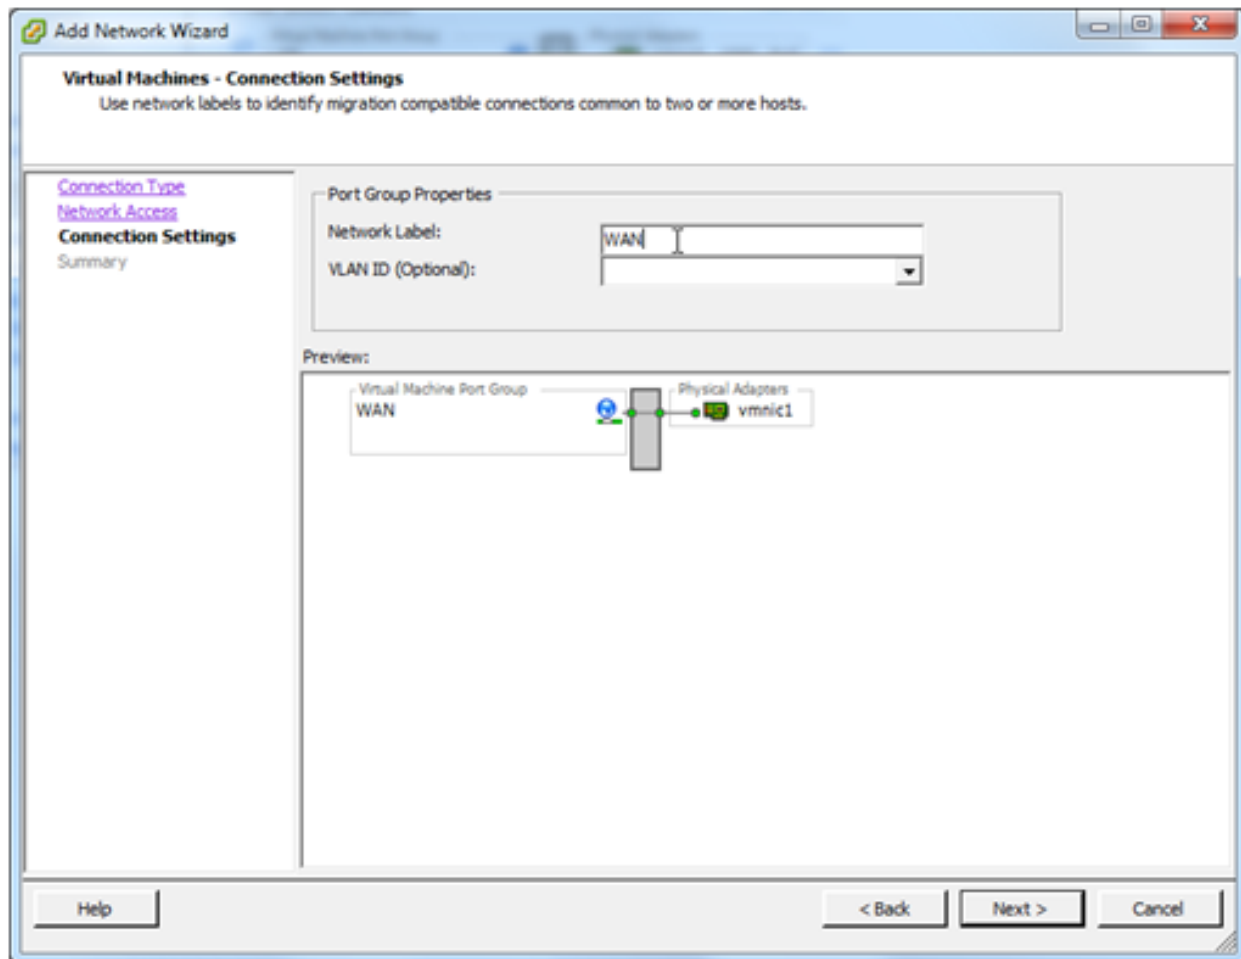 Add Network Wizard
Virtual Machines - Connection Settings
Use network labels to identify migration compatible connections common to two or more hosts.
Connection Type
Network Access
Connection Settings
Summary
Port Group Properties
Network Label:
WAN
VLAN ID (Optional):
Preview:
Virtual Machine Port Group
WAN
Physical Adapters
vmnic1
Help
< Back
Next >
Cancel